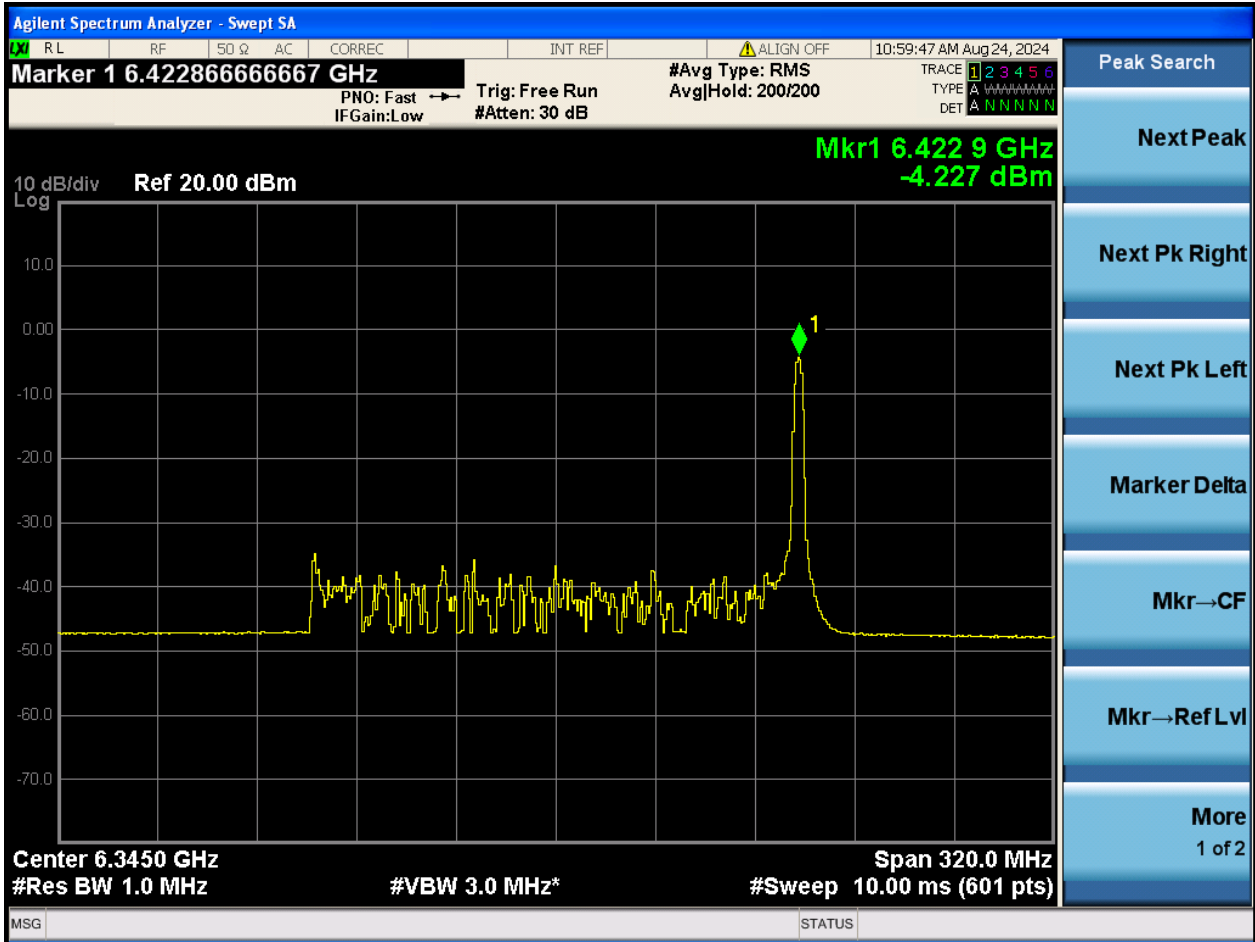 Agilent Spectrum Analyzer - Swept SA
LXI RL RF 50 Ω AC CORREC INT REF ALIGN OFF 10:59:47 AM Aug 24, 2024
Marker 1 6.422866666667 GHz
PNO: Fast
IFGain:Low
Trig: Free Run
#Atten: 30 dB
#Avg Type: RMS
Avg|Hold: 200/200
TRACE 1 2 3 4 5 6
TYPE A WWWWW
DET A N N N N N
Mkr1 6.422 9 GHz
-4.227 dBm
10 dB/div Ref 20.00 dBm
Log
10.0
0.00
-10.0
-20.0
-30.0
-40.0
-50.0
-60.0
-70.0
1
Center 6.3450 GHz Span 320.0 MHz
#Res BW 1.0 MHz #VBW 3.0 MHz* #Sweep 10.00 ms (601 pts)
MSG STATUS
Peak Search
Next Peak
Next Pk Right
Next Pk Left
Marker Delta
Mkr→CF
Mkr→Ref Lvl
More
1 of 2